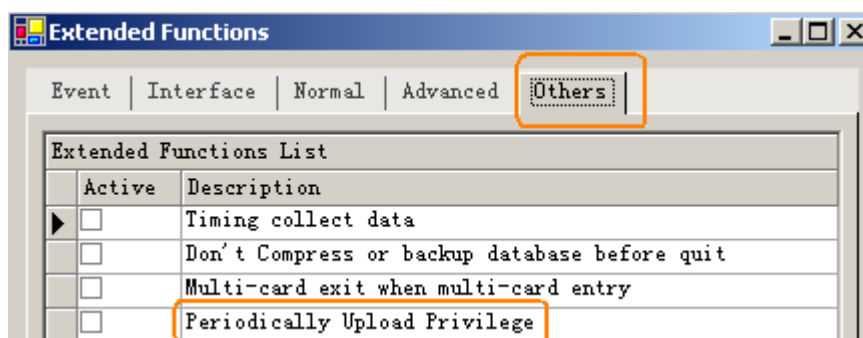 Extended Functions
Event | Interface | Normal | Advanced | Others
Extended Functions List
Active Description
Timing collect data
Don't Compress or backup database before quit
Multi-card exit when multi-card entry
Periodically Upload Privilege